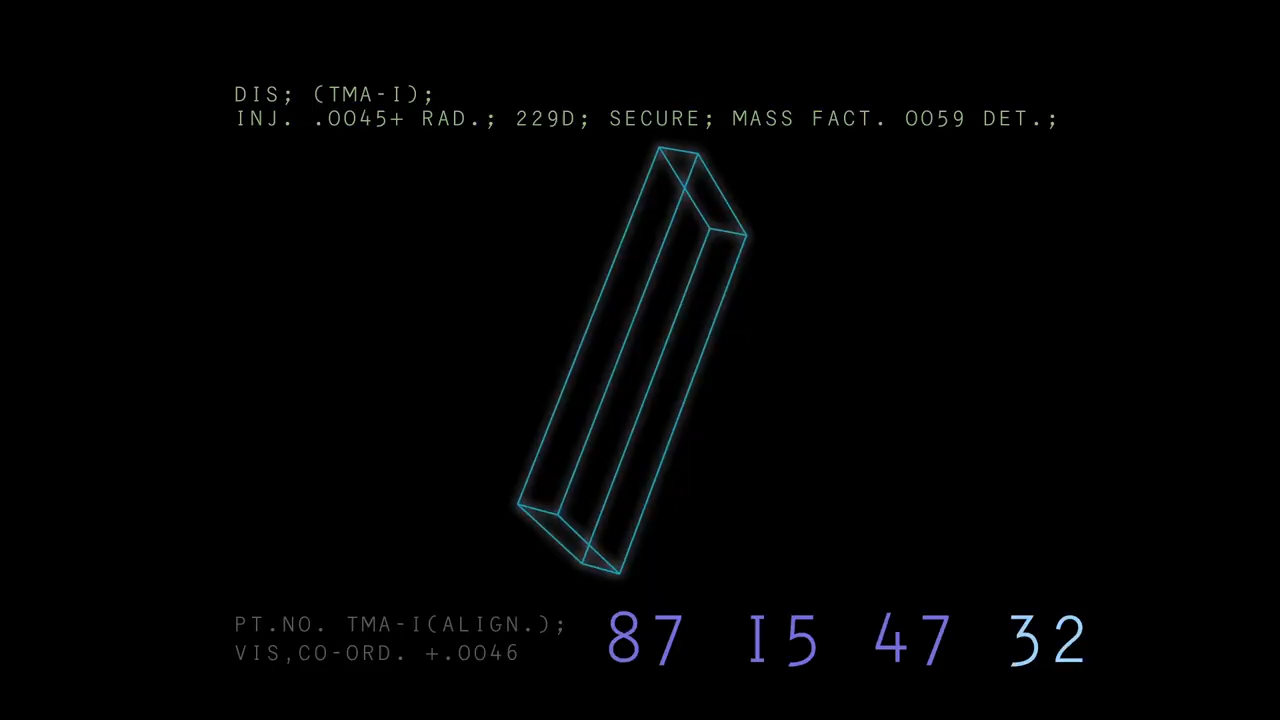 DIS; (TMA-I);
INJ. .0045+ RAD.; 229D; SECURE; MASS FACT. 0059 DET.;
PT.NO. TMA-I(ALIGN.);
VIS,CO-ORD. +.0046
87 I5 47 32